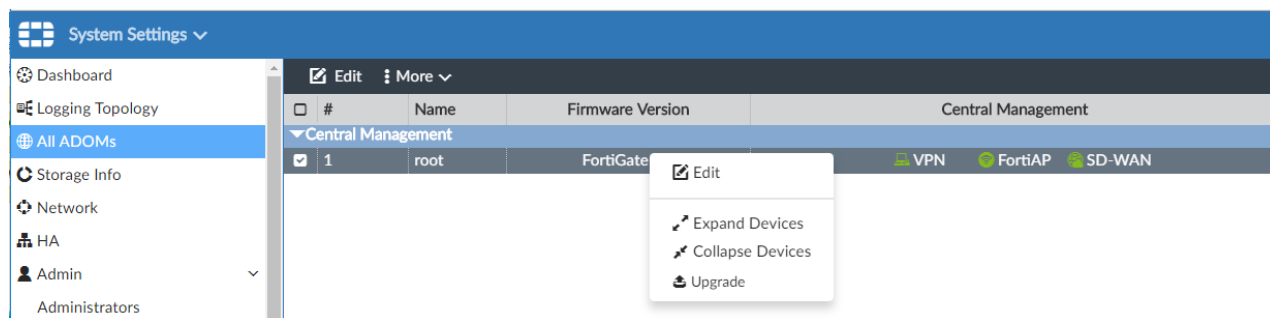 System Settings
Dashboard
Logging Topology
All ADOMs
Storage Info
Network
HA
Admin
Administrators
Edit More
# Name Firmware Version Central Management
Central Management
1 root FortiGate VPN FortiAP SD-WAN
Edit
Expand Devices
Collapse Devices
Upgrade